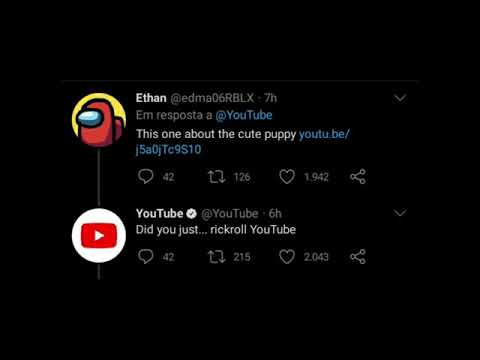 Ethan @edma06RBLX · 7h
Em resposta a @YouTube
This one about the cute puppy youtu.be/
j5a0jTc9S10
42 126 1.942
YouTube @YouTube · 6h
Did you just... rickroll YouTube
42 215 2.043